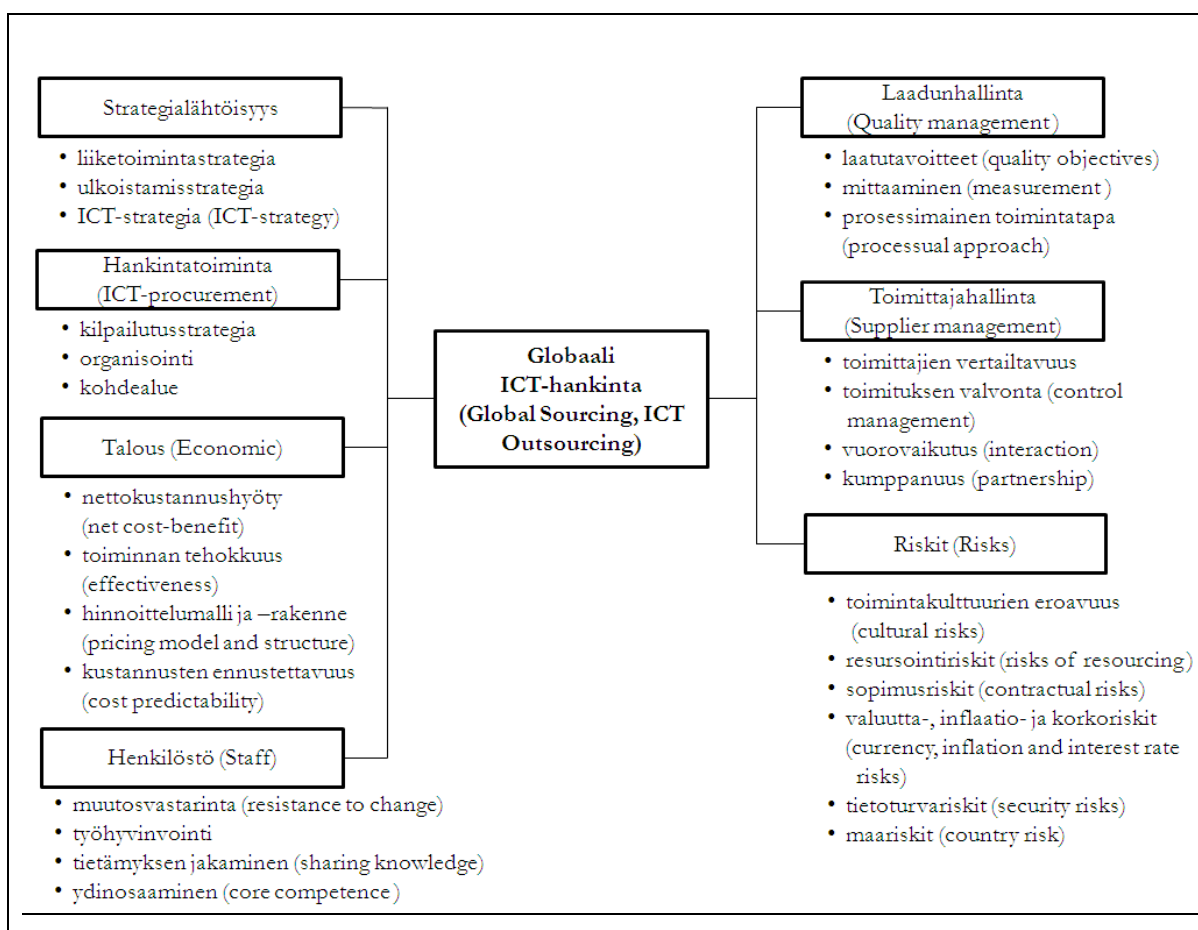 Strategialähtöisyys
• liiketoimintastrategia
• ulkoistamisstrategia
• ICT-strategia (ICT-strategy)
Hankintatoiminta
(ICT-procurement)
• kilpailutusstrategia
• organisointi
• kohdealue
Talous (Economic)
• nettokustannushyöty
(net cost-benefit)
• toiminnan tehokkuus
(effectiveness)
• hinnoittelumalli ja –rakenne
(pricing model and structure)
• kustannusten ennustettavuus
(cost predictability)
Henkilöstö (Staff)
• muutosvastarinta (resistance to change)
• työhyvinvointi
• tietämyksen jakaminen (sharing knowledge)
• ydinosaaminen (core competence )
Globaali
ICT-hankinta
(Global Sourcing, ICT
Outsourcing)
Laadunhallinta
(Quality management)
• laatutavoitteet (quality objectives)
• mittaaminen (measurement )
• prosessimainen toimintatapa
(processual approach)
Toimittajahallinta
(Supplier management)
• toimittajien vertailtavuus
• toimituksen valvonta (control
management)
• vuorovaikutus (interaction)
• kumppanuus (partnership)
Riskit (Risks)
• toimintakulttuurien eroavuus
(cultural risks)
• resursointiriskit (risks of resourcing)
• sopimusriskit (contractual risks)
• valuutta-, inflaatio- ja korkoriskit
(currency, inflation and interest rate
risks)
• tietoturvariskit (security risks)
• maariskit (country risk)